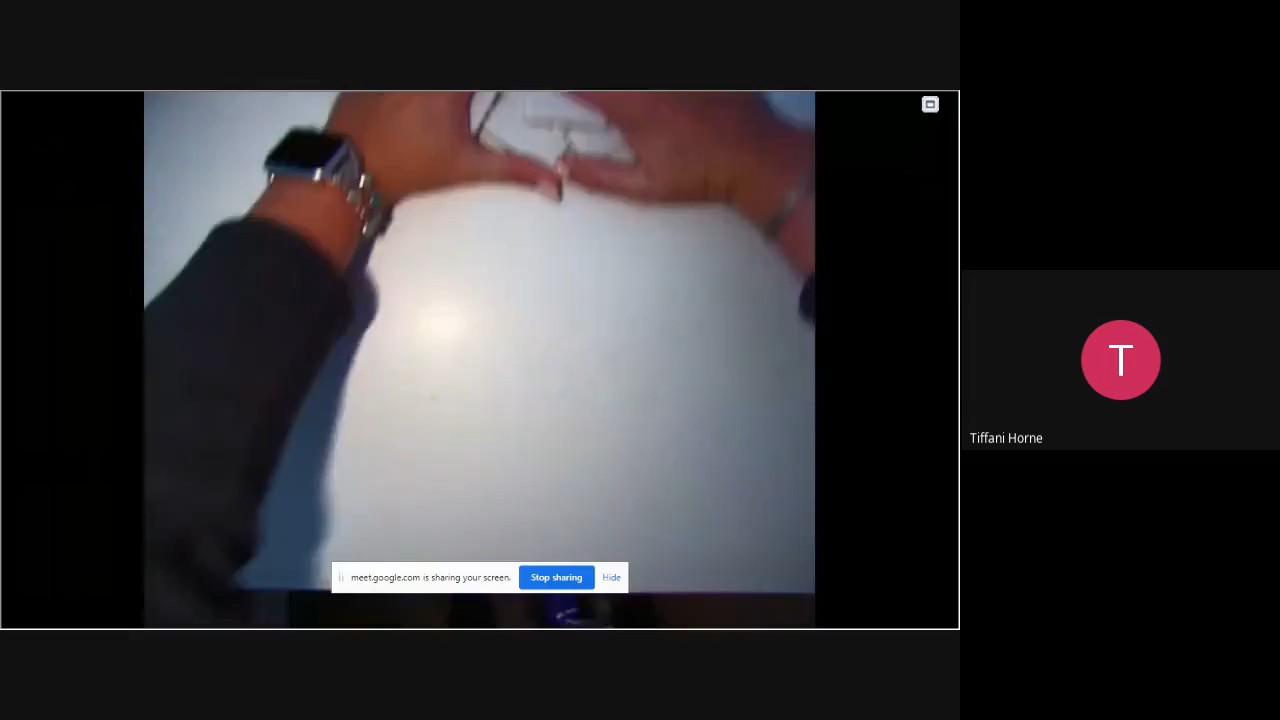 T
Tiffani Horne
meet.google.com is sharing your screen.
Stop sharing
Hide